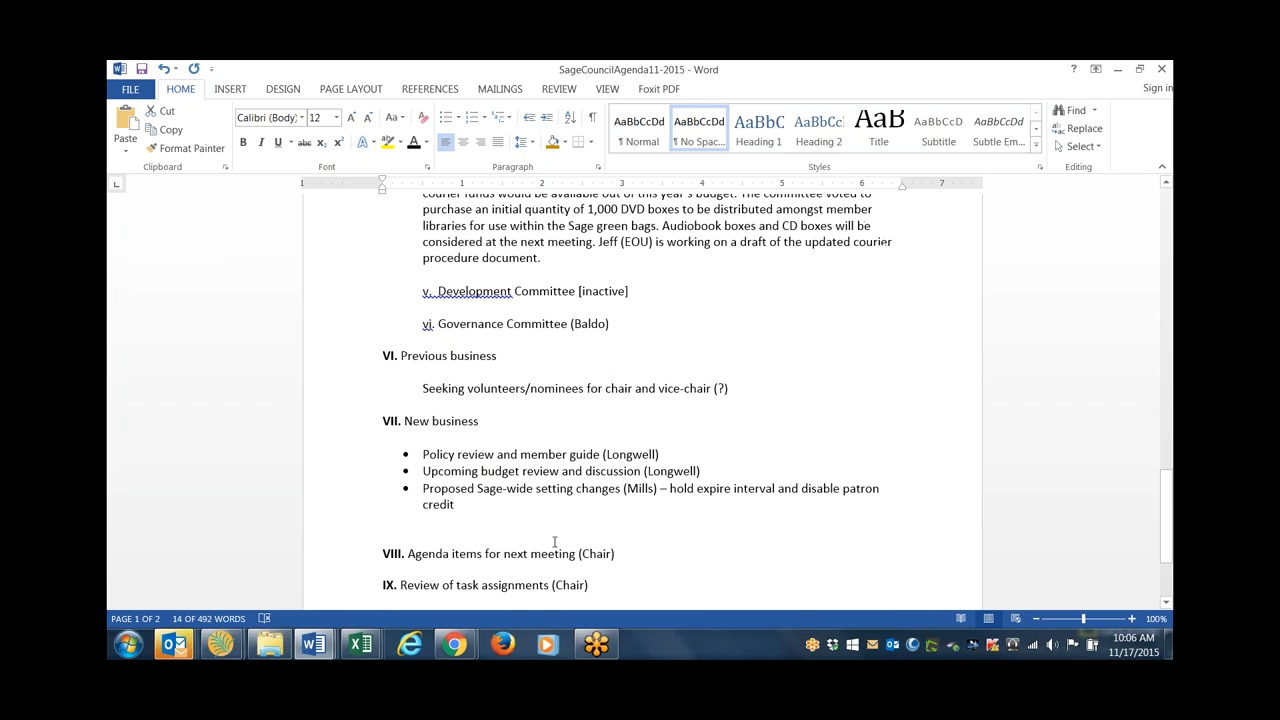 SageCouncilAgenda11-2015 - Word
?
Sign in
FILE HOME INSERT DESIGN PAGE LAYOUT REFERENCES MAILINGS REVIEW VIEW Foxit PDF
Paste
Cut
Copy
Format Painter
Clipboard
Calibri (Body) 12
Font
Paragraph
AaBbCcDd AaBbCcDd AaBbC AaBbCc AaB AaBbCcD AaBbCcDd
¶ Normal ¶ No Spac... Heading 1 Heading 2 Title Subtitle Subtle Em...
Styles
Find
Replace
Select
Editing
1 1 2 3 4 5 6 7
courier funds would be available out of this year's budget. The committee voted to
purchase an initial quantity of 1,000 DVD boxes to be distributed amongst member
libraries for use within the Sage green bags. Audiobook boxes and CD boxes will be
considered at the next meeting. Jeff (EOU) is working on a draft of the updated courier
procedure document.
v. Development Committee [inactive]
vi. Governance Committee (Baldo)
VI. Previous business
Seeking volunteers/nominees for chair and vice-chair (?)
VII. New business
• Policy review and member guide (Longwell)
• Upcoming budget review and discussion (Longwell)
• Proposed Sage-wide setting changes (Mills) – hold expire interval and disable patron
credit
VIII. Agenda items for next meeting (Chair)
IX. Review of task assignments (Chair)
PAGE 1 OF 2 14 OF 492 WORDS 100%
10:06 AM
11/17/2015